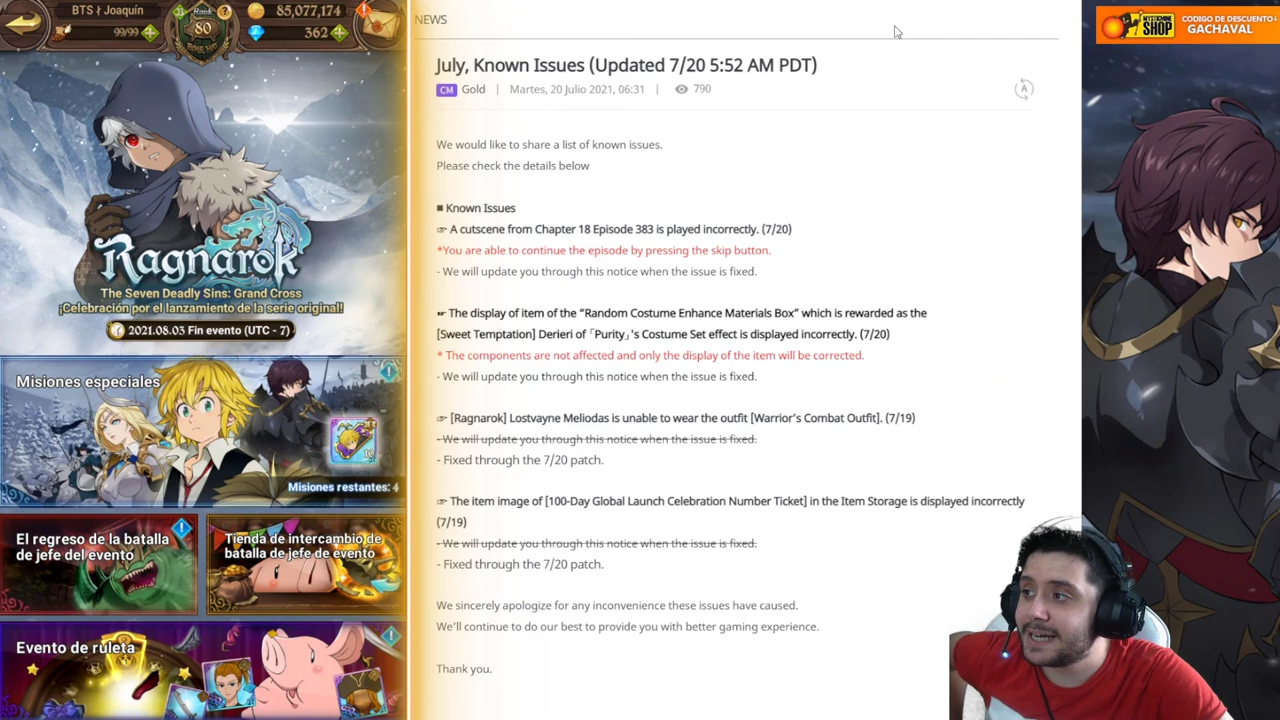 BTS ∤ Joaquín
99/99
Rank
80
85,077,174
362
Ragnarok
The Seven Deadly Sins: Grand Cross
¡Celebración por el lanzamiento de la serie original!
2021.08.03 Fin evento (UTC - 7)
Misiones especiales
10
Misiones restantes: 4
El regreso de la batalla
de jefe del evento
Tienda de intercambio de
batalla de jefe de evento
Evento de ruleta
NEWS
July, Known Issues (Updated 7/20 5:52 AM PDT)
CM Gold | Martes, 20 Julio 2021, 06:31 | 790
A
We would like to share a list of known issues.
Please check the details below
■ Known Issues
☞ A cutscene from Chapter 18 Episode 383 is played incorrectly. (7/20)
*You are able to continue the episode by pressing the skip button.
- We will update you through this notice when the issue is fixed.
☛ The display of item of the “Random Costume Enhance Materials Box” which is rewarded as the
[Sweet Temptation] Derieri of「Purity」's Costume Set effect is displayed incorrectly. (7/20)
* The components are not affected and only the display of the item will be corrected.
- We will update you through this notice when the issue is fixed.
☞ [Ragnarok] Lostvayne Meliodas is unable to wear the outfit [Warrior’s Combat Outfit]. (7/19)
- We will update you through this notice when the issue is fixed.
- Fixed through the 7/20 patch.
☞ The item image of [100-Day Global Launch Celebration Number Ticket] in the Item Storage is displayed incorrectly
(7/19)
- We will update you through this notice when the issue is fixed.
- Fixed through the 7/20 patch.
We sincerely apologize for any inconvenience these issues have caused.
We’ll continue to do our best to provide you with better gaming experience.
Thank you.
SHOP
CODIGO DE DESCUENTO
GACHAVAL